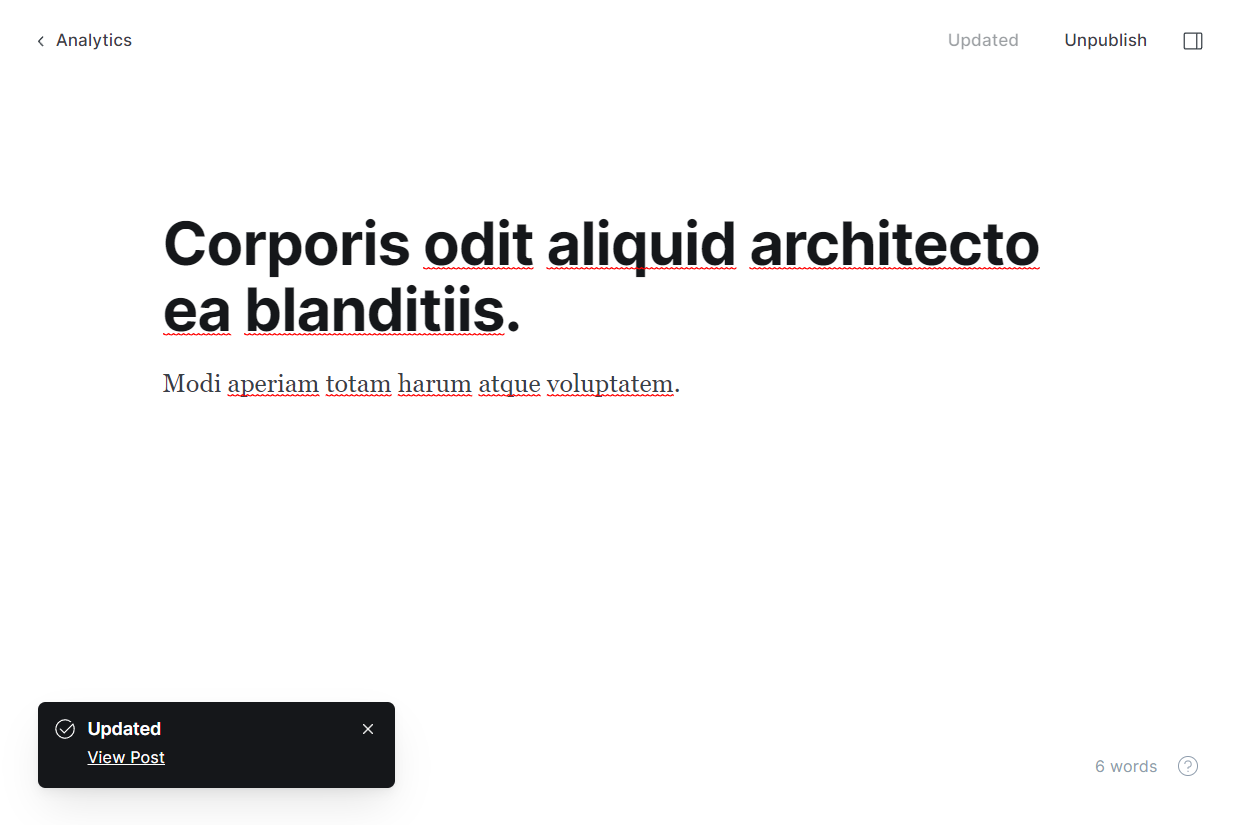 Analytics
Updated
Unpublish
Corporis odit aliquid architecto
ea blanditiis.
Modi aperiam totam harum atque voluptatem.
Updated
View Post
6 words
?